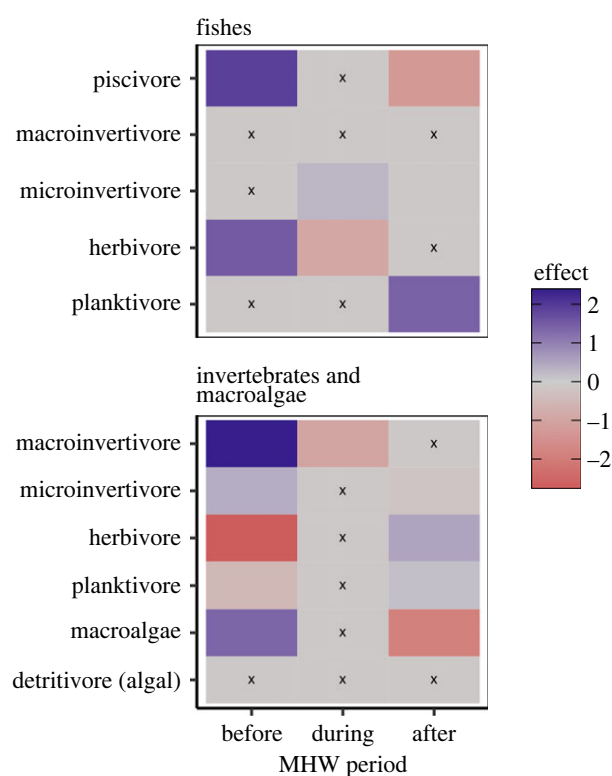 fishes
piscivore
x
macroinvertivore
x x x
microinvertivore
x
herbivore
x
planktivore
x x
effect
2
1
0
−1
−2
invertebrates and
macroalgae
macroinvertivore
x
microinvertivore
x
herbivore
x
planktivore
x
macroalgae
x
detritivore (algal)
x x x
before during after
MHW period